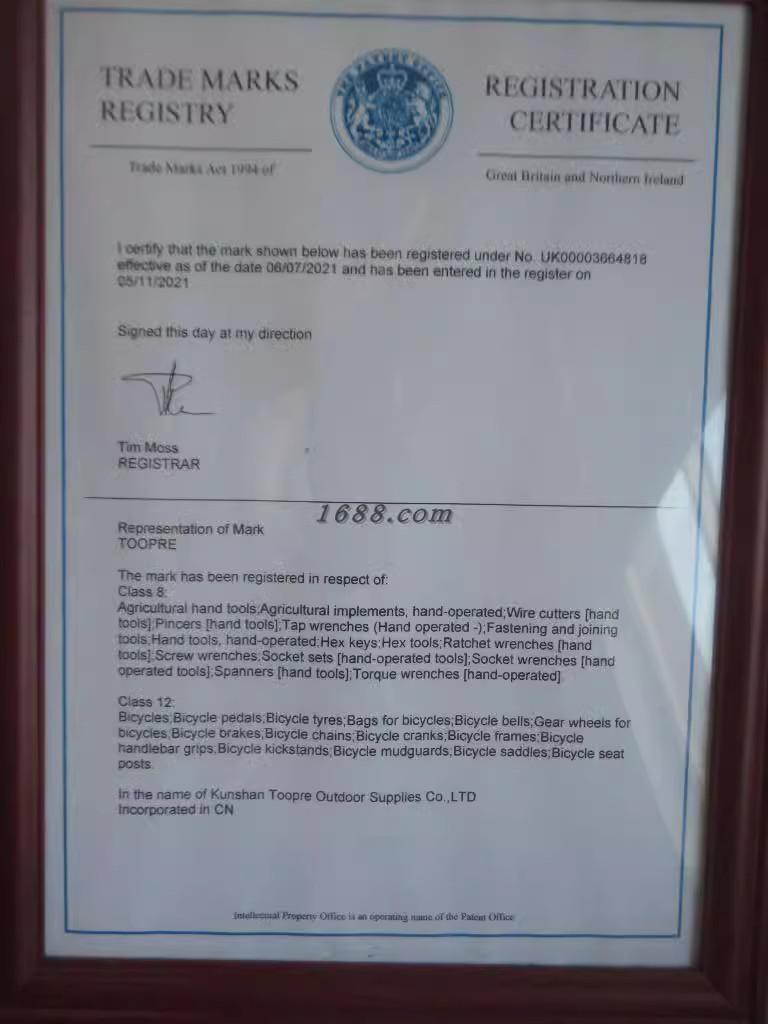 TRADE MARKS
REGISTRY
THE PATENT OFFICE
REGISTRATION
CERTIFICATE
Trade Marks Act 1994 of
Great Britain and Northern Ireland
I certify that the mark shown below has been registered under No. UK00003664818
effective as of the date 06/07/2021 and has been entered in the register on
05/11/2021
Signed this day at my direction
Tim Moss
REGISTRAR
1688.com
Representation of Mark
TOOPRE
The mark has been registered in respect of:
Class 8:
Agricultural hand tools;Agricultural implements, hand-operated;Wire cutters [hand
tools];Pincers [hand tools];Tap wrenches (Hand operated -);Fastening and joining
tools;Hand tools, hand-operated;Hex keys;Hex tools;Ratchet wrenches [hand
tools];Screw wrenches;Socket sets [hand-operated tools];Socket wrenches [hand
operated tools];Spanners [hand tools];Torque wrenches [hand-operated]
Class 12:
Bicycles;Bicycle pedals;Bicycle tyres;Bags for bicycles;Bicycle bells;Gear wheels for
bicycles;Bicycle brakes;Bicycle chains;Bicycle cranks;Bicycle frames;Bicycle
handlebar grips;Bicycle kickstands;Bicycle mudguards;Bicycle saddles;Bicycle seat
posts.
In the name of Kunshan Toopre Outdoor Supplies Co.,LTD
Incorporated in CN
Intellectual Property Office is an operating name of the Patent Office